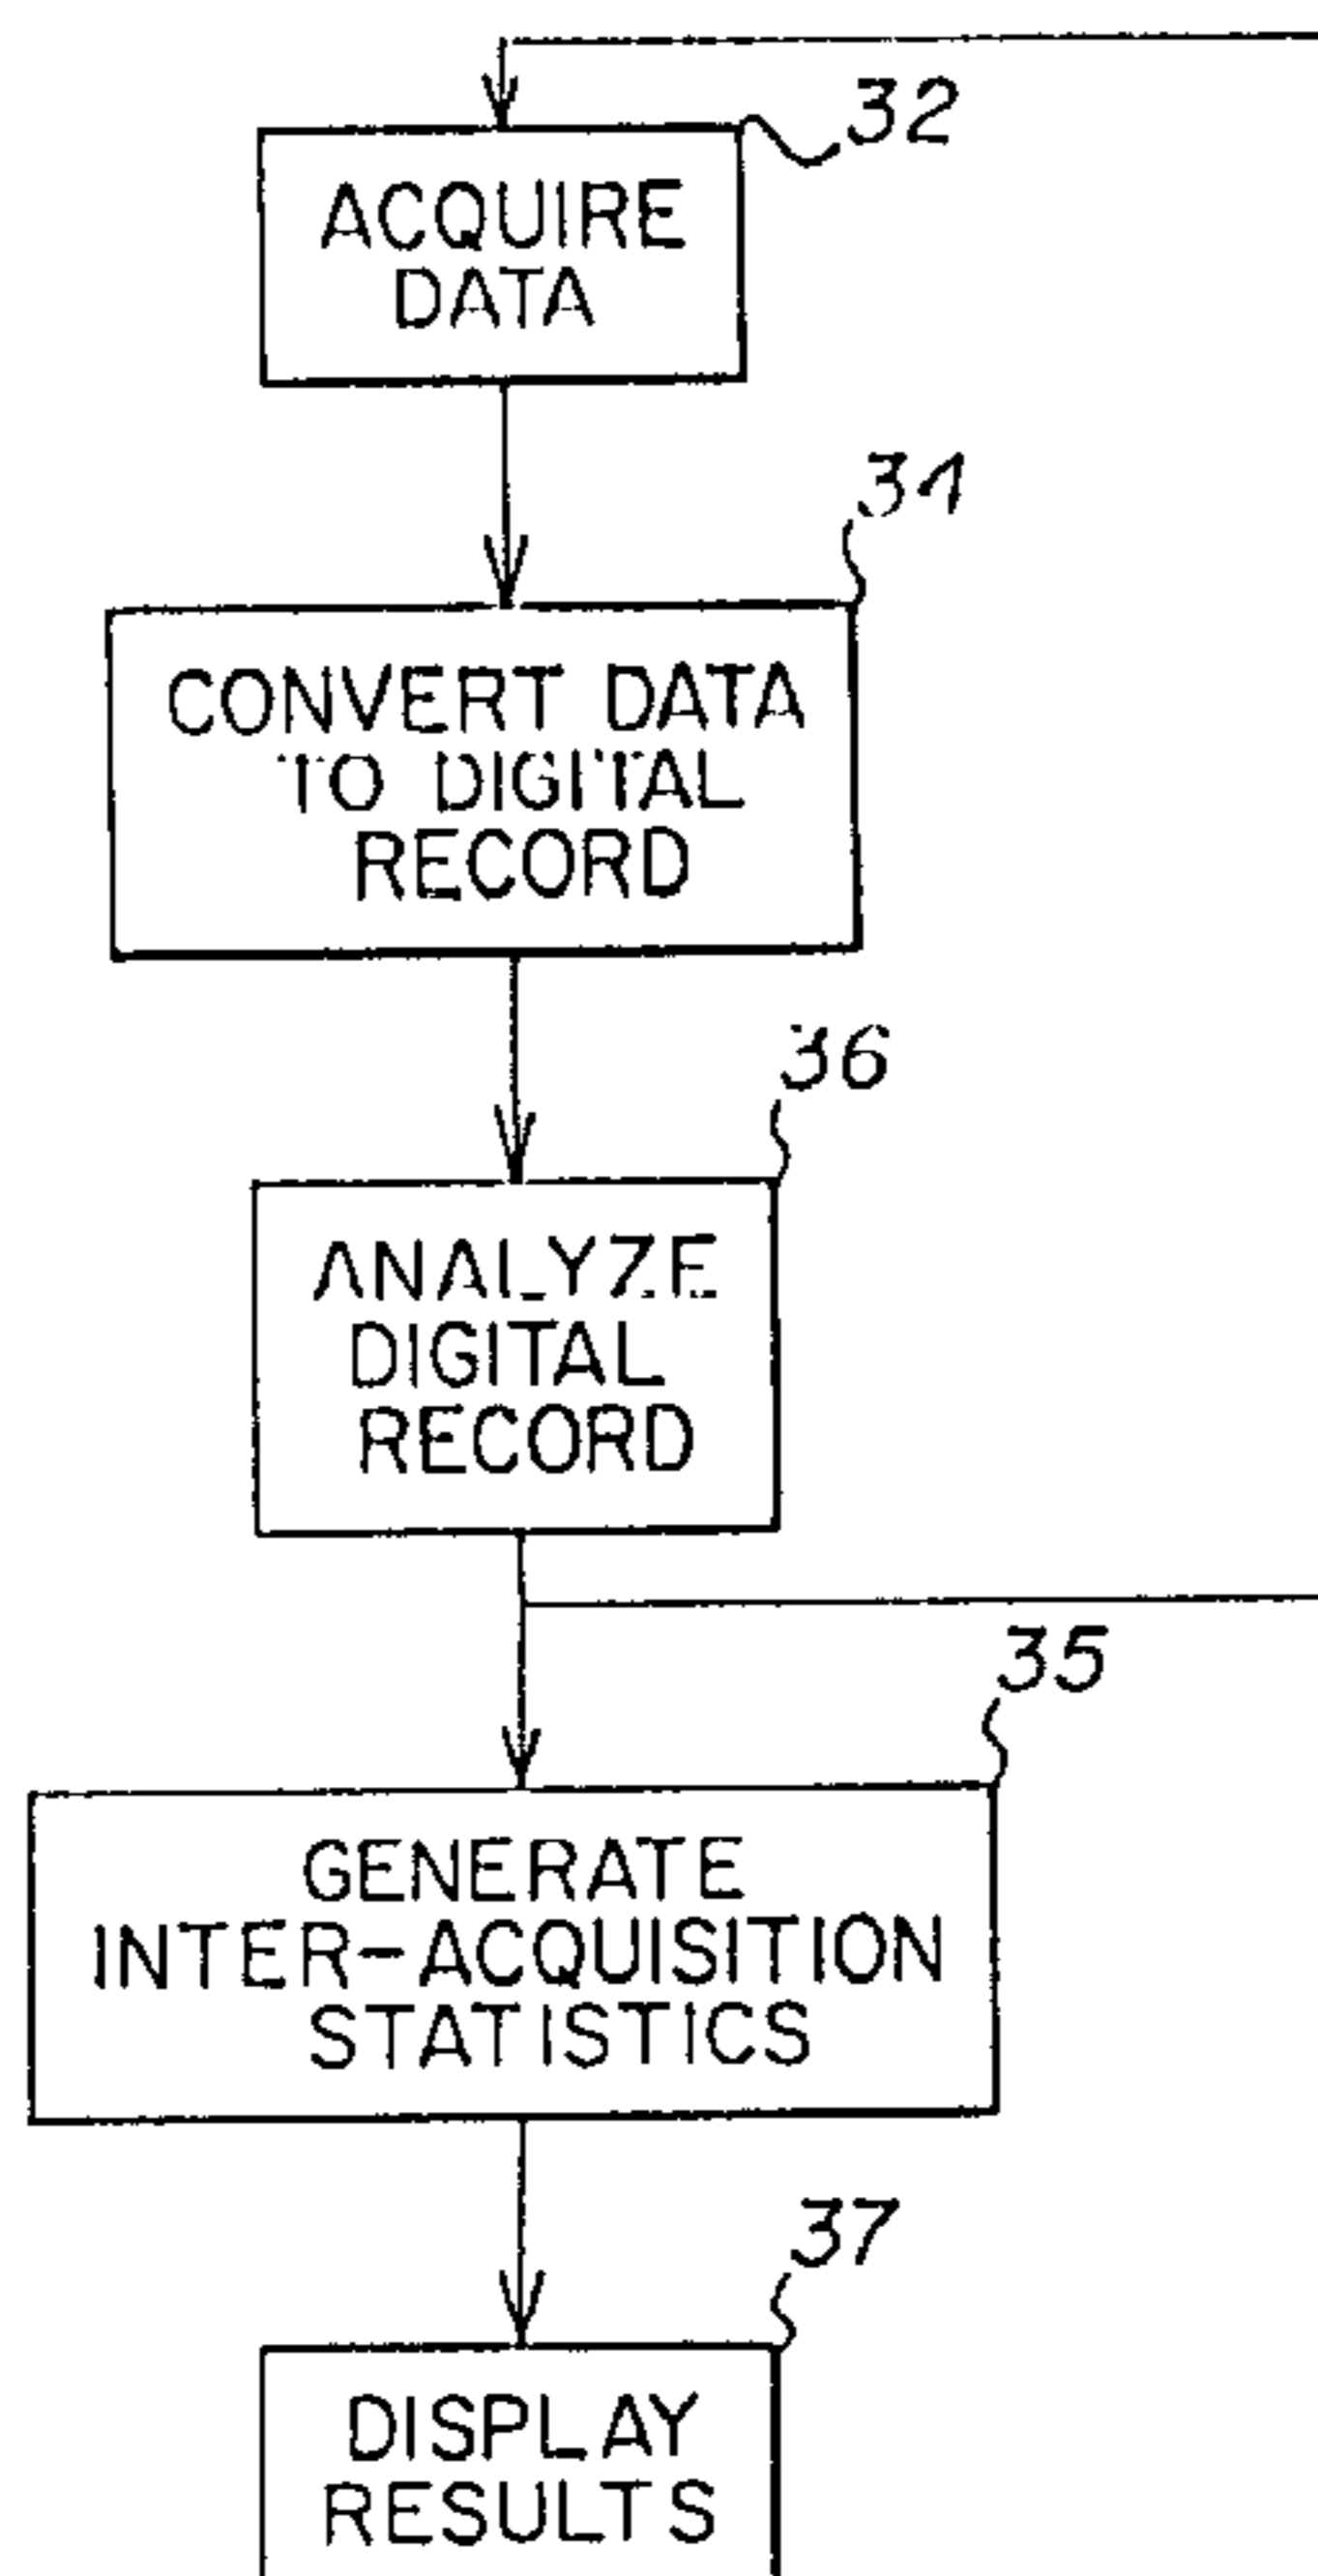 32
ACQUIRE
DATA
34
CONVERT DATA
TO DIGITAL
RECORD
36
ANALYZE
DIGITAL
RECORD
35
GENERATE
INTER-ACQUISITION
STATISTICS
37
DISPLAY
RESULTS